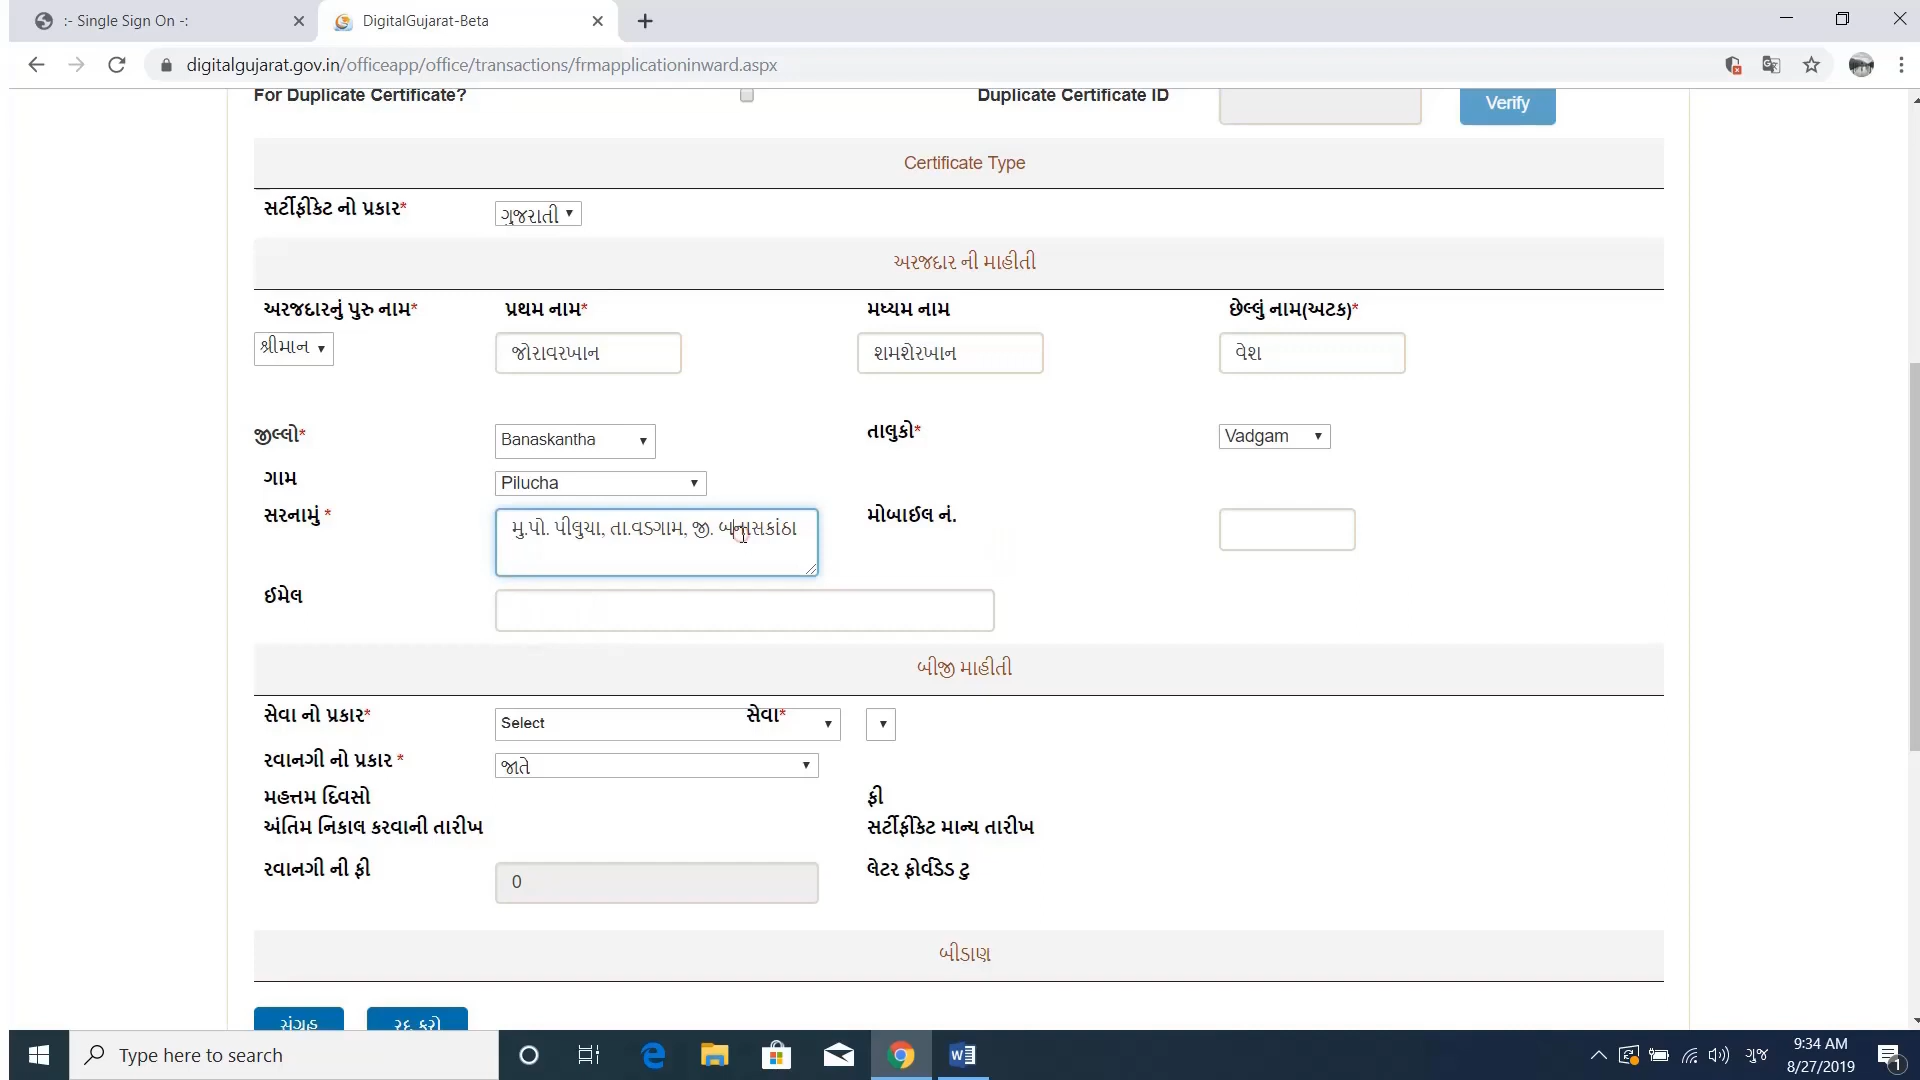 :- Single Sign On -:
DigitalGujarat-Beta
digitalgujarat.gov.in/officeapp/office/transactions/frmapplicationinward.aspx
For Duplicate Certificate? Duplicate Certificate ID Verify
Certificate Type
સર્ટીફીકેટ નો પ્રકાર* ગુજરાતી
અરજદાર ની માહીતી
અરજદારનું પુરુ નામ* પ્રથમ નામ* મધ્યમ નામ છેલ્લું નામ(અટક)*
શ્રીમાન જોરાવરખાન શમશેરખાન વેશ
જીલ્લો* Banaskantha તાલુકો* Vadgam
ગામ Pilucha
સરનામું * મુ.પો. પીલુચા, તા.વડગામ, જી. બનાસકાંઠા મોબાઈલ નં.
ઈમેલ
બીજી માહીતી
સેવા નો પ્રકાર* Select સેવા*
રવાનગી નો પ્રકાર * જાતે
મહત્તમ દિવસો ફી
અંતિમ નિકાલ કરવાની તારીખ સર્ટીફીકેટ માન્ય તારીખ
રવાનગી ની ફી 0 લેટર ફોર્વડેડ ટુ
બીડાણ
સંગ્રહ રદ કરો
Type here to search ગુજ 9:34 AM
8/27/2019 1